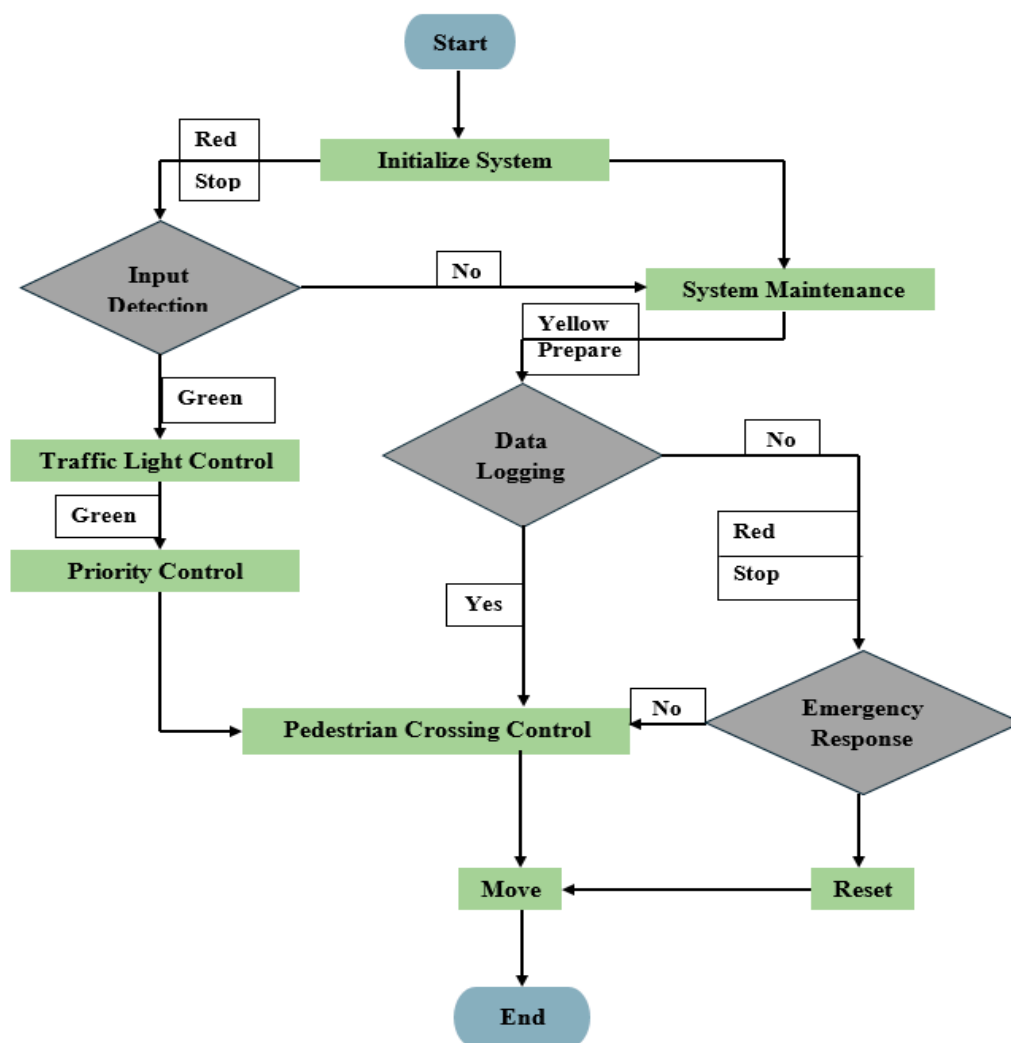 Start
Red
Stop
Initialize System
Input
Detection
No
System Maintenance
Yellow
Prepare
Green
Data
Logging
No
Traffic Light Control
Green
Priority Control
Red
Stop
Yes
Pedestrian Crossing Control
No
Emergency
Response
Move
Reset
End